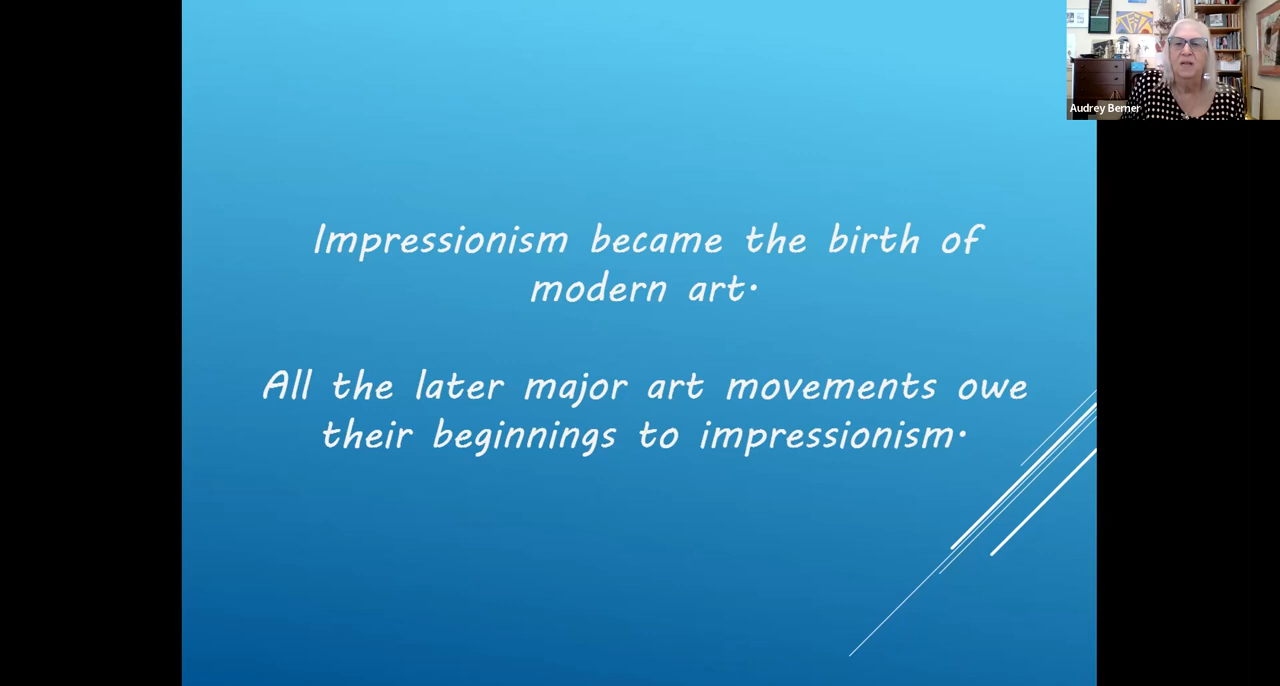 Audrey Berner
Impressionism became the birth of
modern art.
All the later major art movements owe
their beginnings to impressionism.